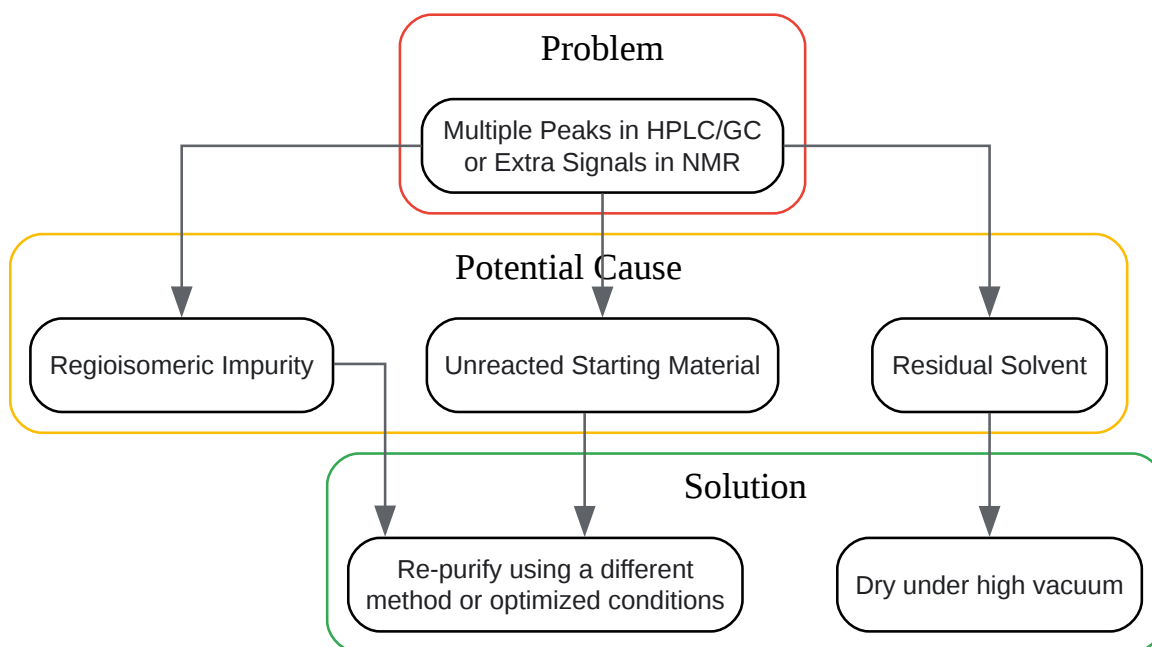 Problem
Multiple Peaks in HPLC/GC
or Extra Signals in NMR
Potential Cause
Regioisomeric Impurity
Unreacted Starting Material
Residual Solvent
Solution
Re-purify using a different
method or optimized conditions
Dry under high vacuum